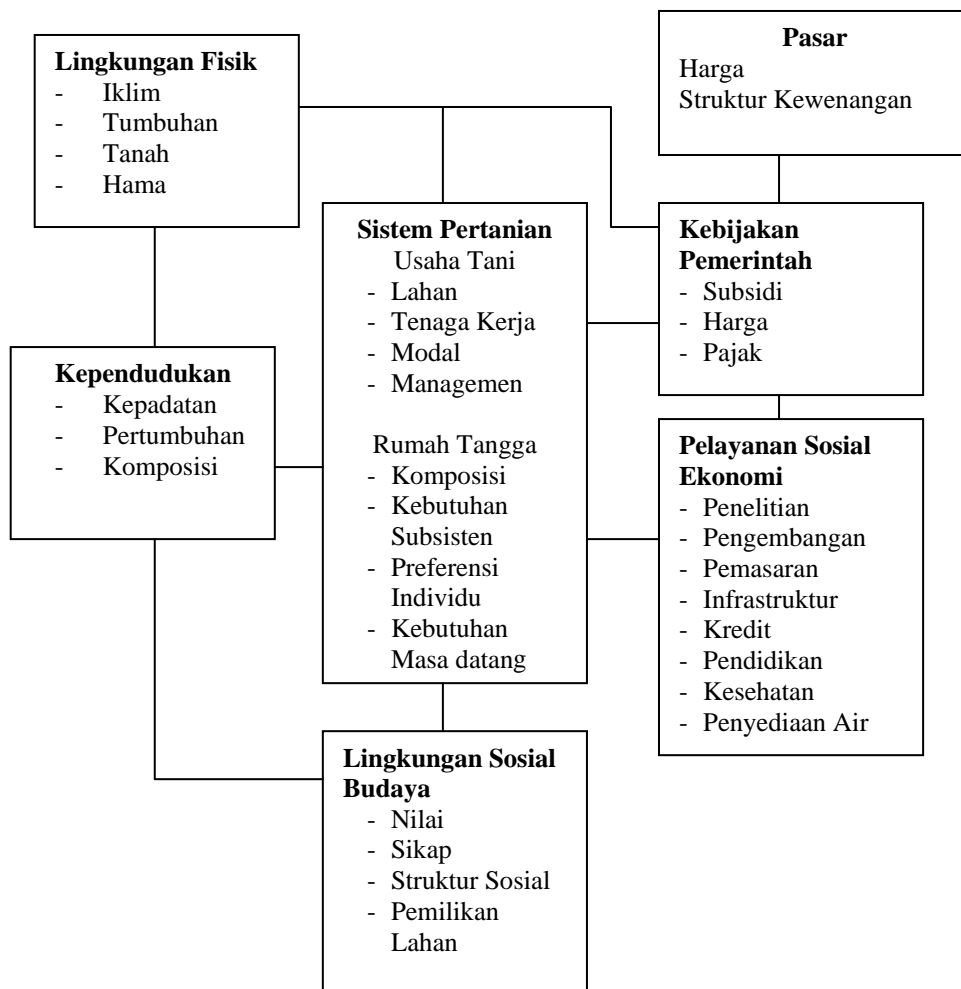 Lingkungan Fisik
- Iklim
- Tumbuhan
- Tanah
- Hama
Pasar
Harga
Struktur Kewenangan
Sistem Pertanian
Usaha Tani
- Lahan
- Tenaga Kerja
- Modal
- Managemen
Rumah Tangga
- Komposisi
- Kebutuhan
Subsisten
- Preferensi
Individu
- Kebutuhan
Masa datang
Kebijakan
Pemerintah
- Subsidi
- Harga
- Pajak
Kependudukan
- Kepadatan
- Pertumbuhan
- Komposisi
Pelayanan Sosial
Ekonomi
- Penelitian
- Pengembangan
- Pemasaran
- Infrastruktur
- Kredit
- Pendidikan
- Kesehatan
- Penyediaan Air
Lingkungan Sosial
Budaya
- Nilai
- Sikap
- Struktur Sosial
- Pemilikan
Lahan